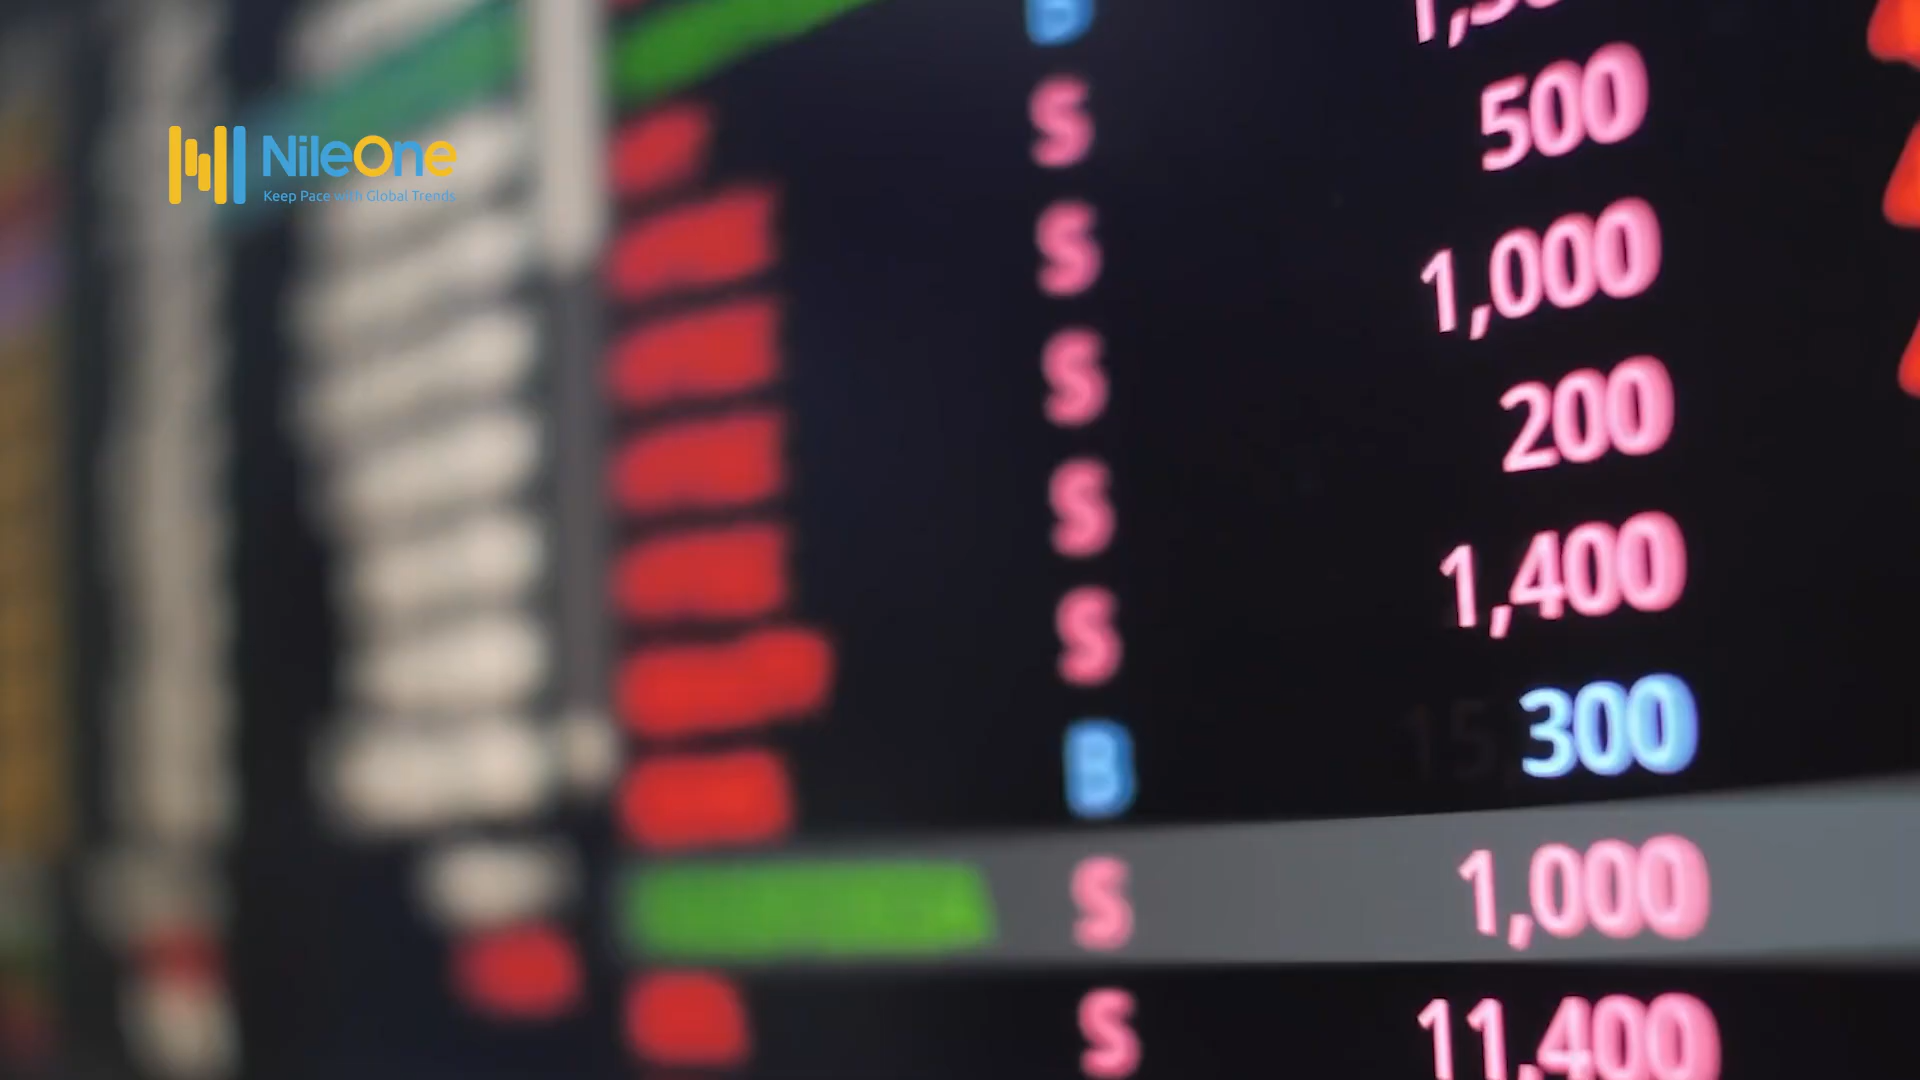 B
S 500
NileOne
Keep Pace with Global Trends
S 1,000
S 200
S 1,400
S
B 300
S 1,000
S 11,400